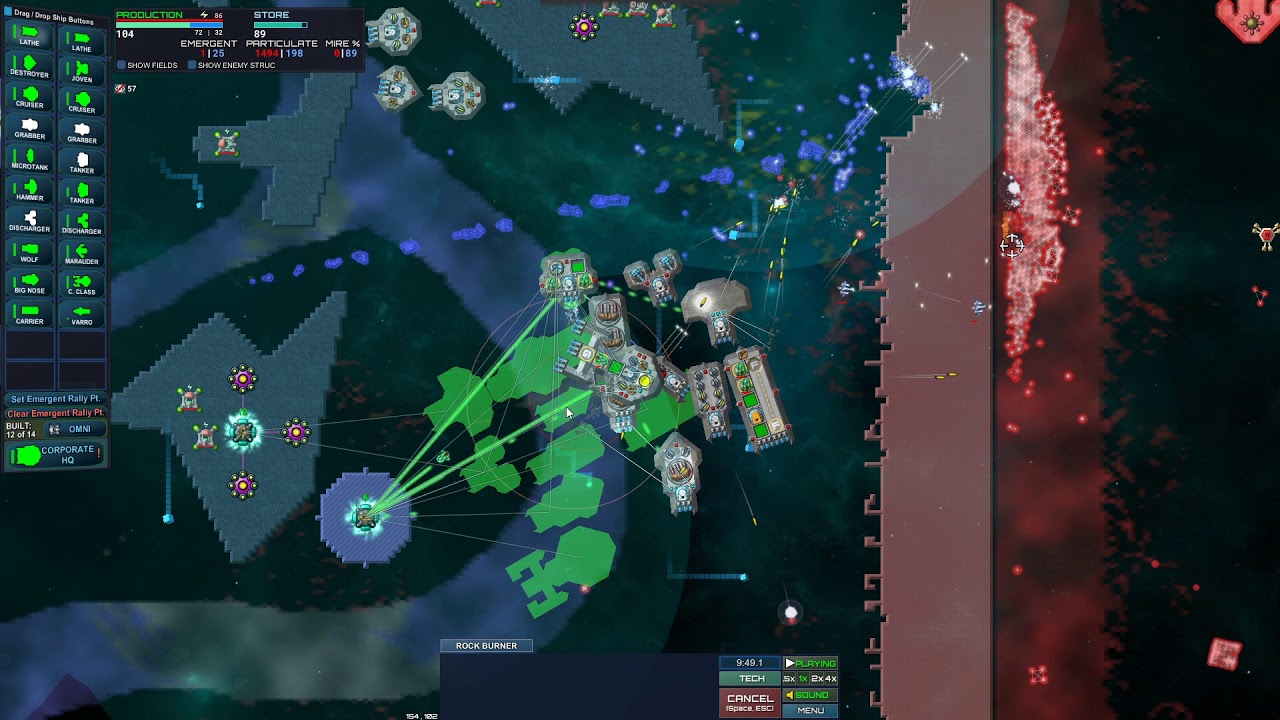 Drag / Drop Ship Buttons
LATHE
LATHE
DESTROYER
JOVEN
CRUISER
CRUISER
GRABBER
GRABBER
MICROTANK
TANKER
HAMMER
TANKER
DISCHARGER
DISCHARGER
WOLF
MARAUDER
BIG NOSE
C. CLASS
CARRIER
VARRO
Set Emergent Rally Pt.
Clear Emergent Rally Pt.
BUILT:
12 of 14
OMNI
CORPORATE
HQ
!
PRODUCTION 86
104 72 | 32
STORE
89
EMERGENT PARTICULATE MIRE %
1|25 1494|198 0|89
SHOW FIELDS SHOW ENEMY STRUC
57
ROCK BURNER
9:49.1 PLAYING
TECH .5x 1x 2x 4x
CANCEL
(Space, ESC)
SOUND
MENU
154, 102